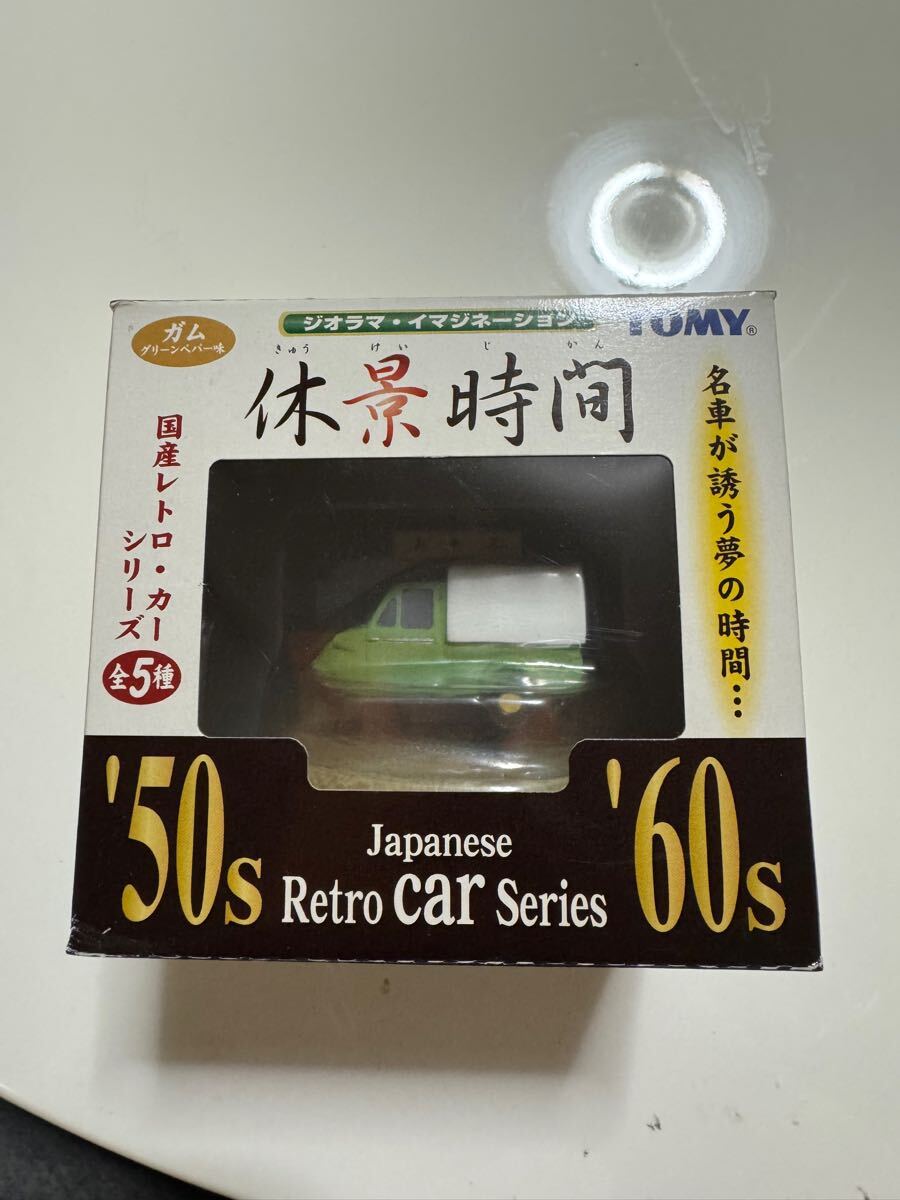 ガム
グリーンペパー味
ジオラマ・イマジネーション
TOMY®
きゅう けい じ かん
休景時間
国産レトロ・カー
シリーズ
全5種
名車が誘う夢の時間…
'50s
Japanese
Retro car Series
'60s